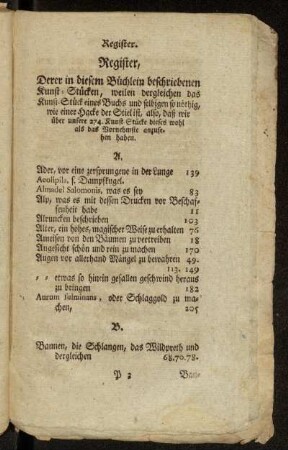 Register.
Register,
Derer in diesem Büchlein beschriebenen
Kunst-Stücken, weilen dergleichen das
Kunst-Stück eines Buchs und selbigen so nöthig,
wie einer Hacke der Stiel ist, also, daß wir
über unsere 274. Kunst-Stücke dieses wohl
als das Vornehmste anzuse-
hen haben.
A.
Ader, vor eine zersprungene in der Lunge 139
Aeolipils, s. Dampfkugel.
Almadel Salomonis, was es sey 83
Alp, was es mit dessen Drucken vor Beschaf-
fenheit habe 11
Alruncken beschrieben 103
Alter, ein hohes, magischer Weise zu erhalten 76
Ameisen von den Bäumen zu vertreiben 18
Angesicht schön und rein zu machen 170
Augen vor allerhand Mängel zu verwahren 49.
113. 149
etwas so hinein gefallen geschwind heraus
zu bringen 182
Aurum fulminans, oder Schlaggold zu ma-
chen, 205
B.
Bannen, die Schlangen, das Wildpreth und
dergleichen 68.70.78.
P 2